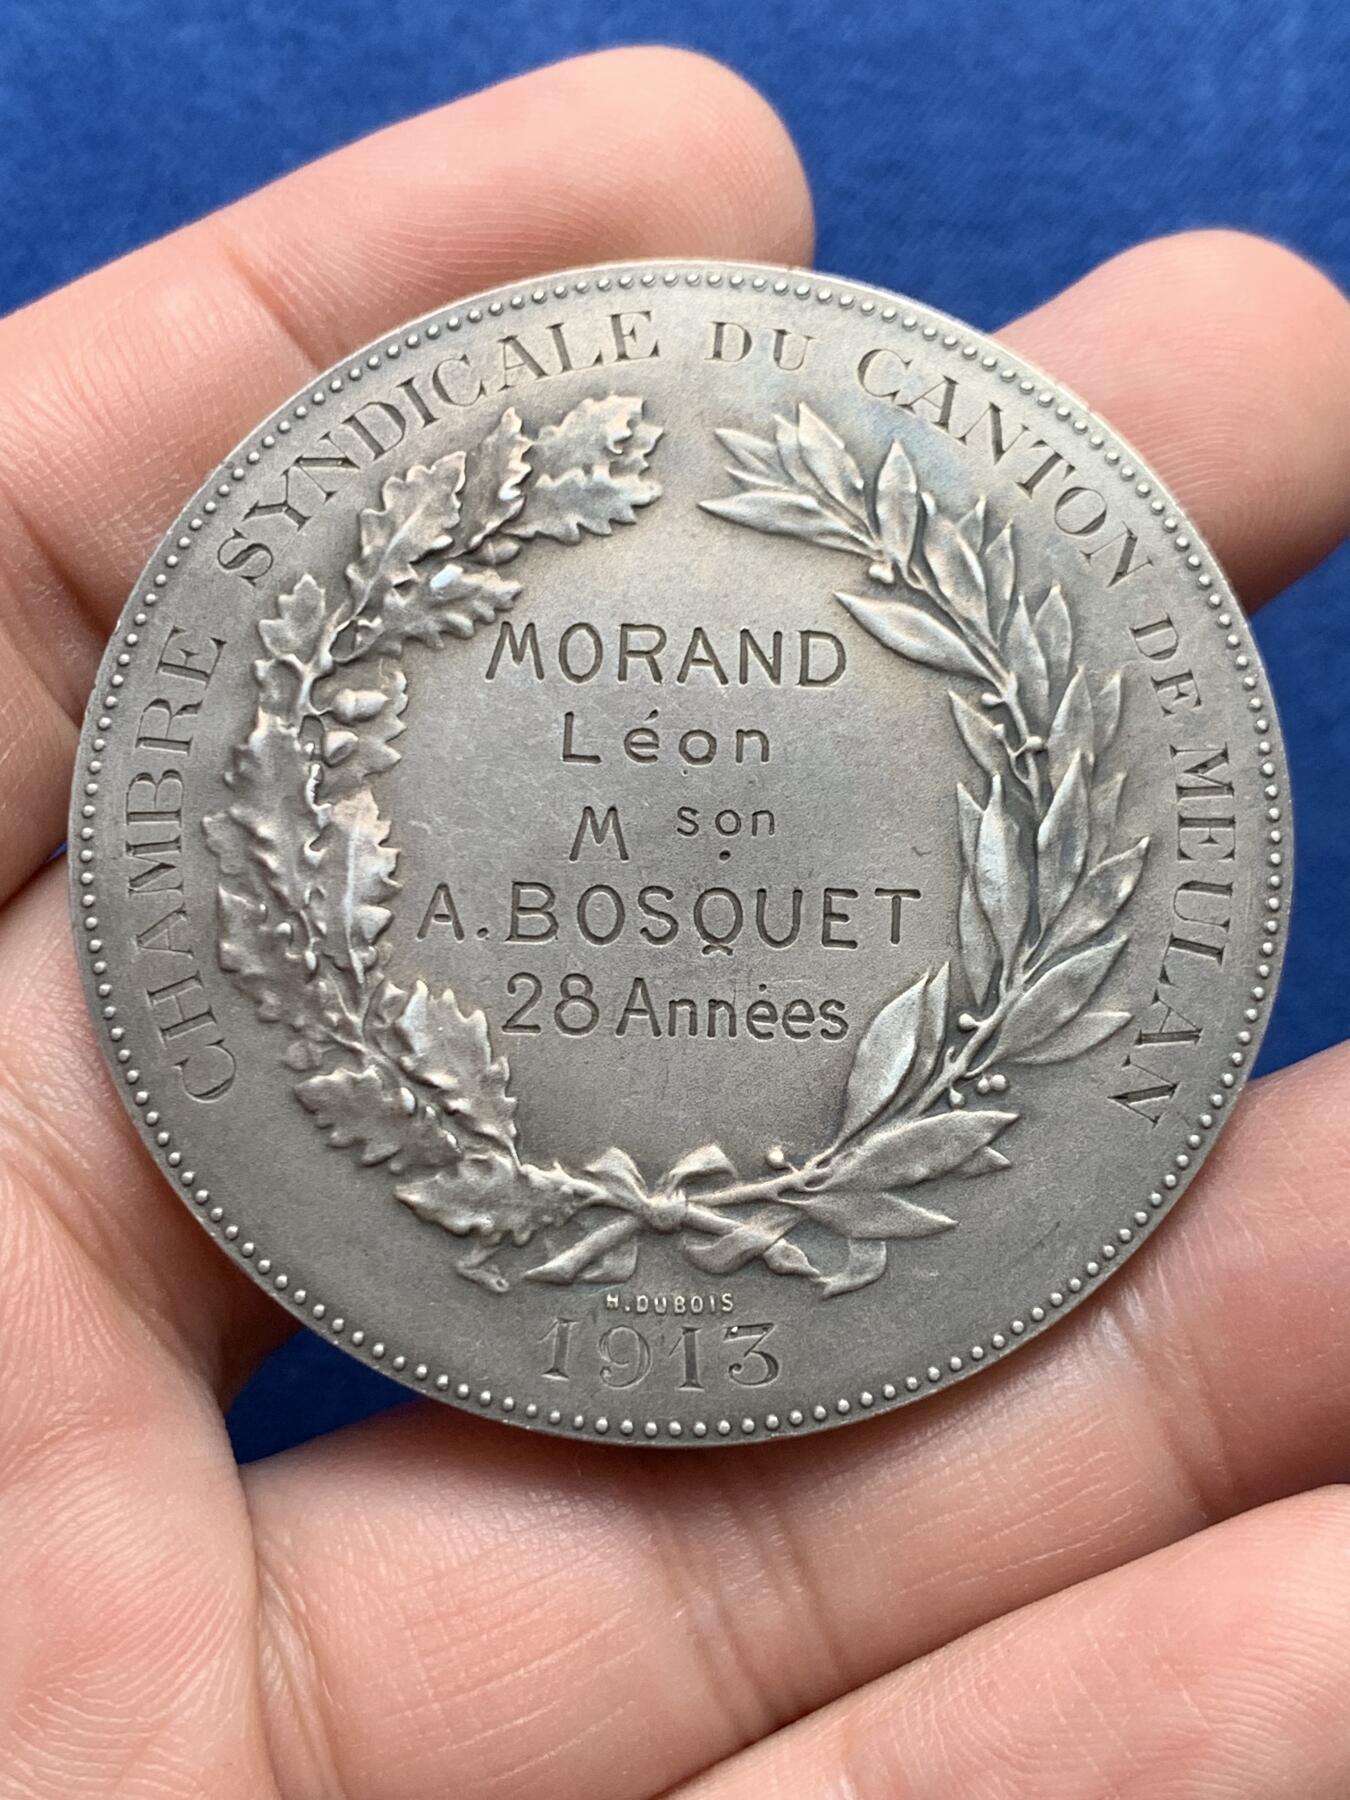 CHAMBRE SYNDICALE DU CANTON DE MEULAN
MORAND
Léon
M son
A. BOSQUET
28 Années
H. DUBOIS
1913